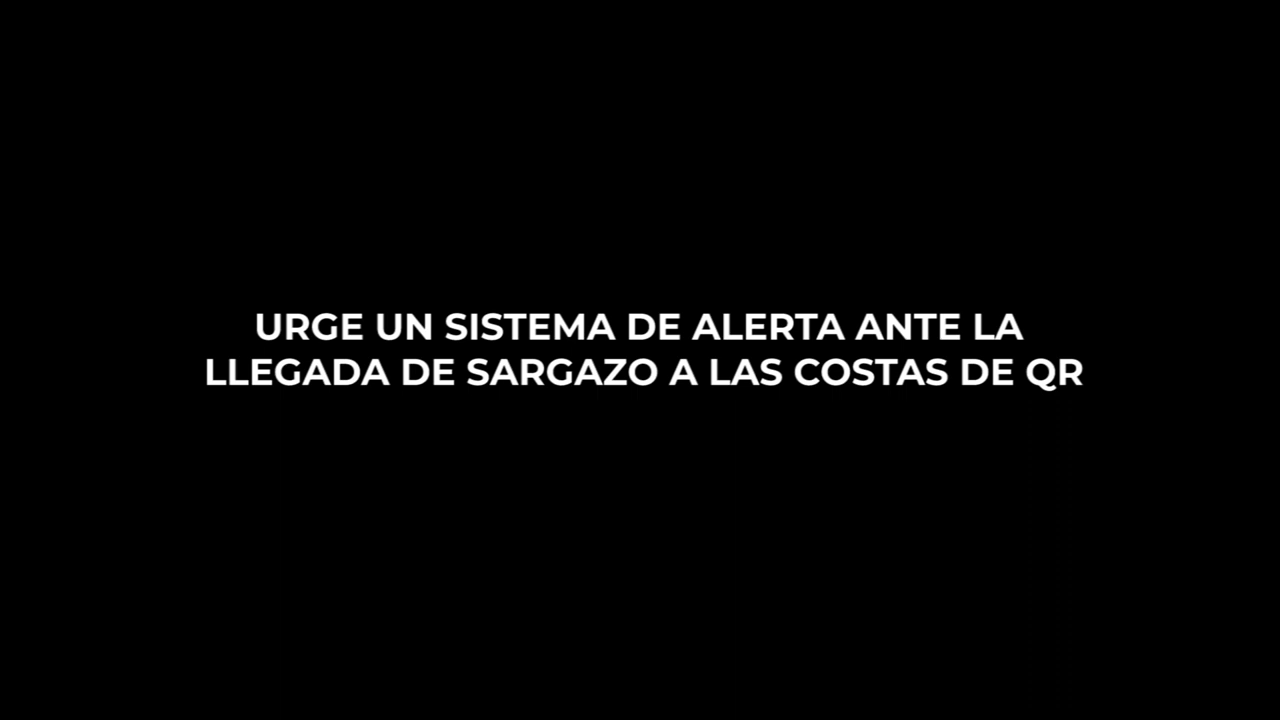 URGE UN SISTEMA DE ALERTA ANTE LA
LLEGADA DE SARGAZO A LAS COSTAS DE QR